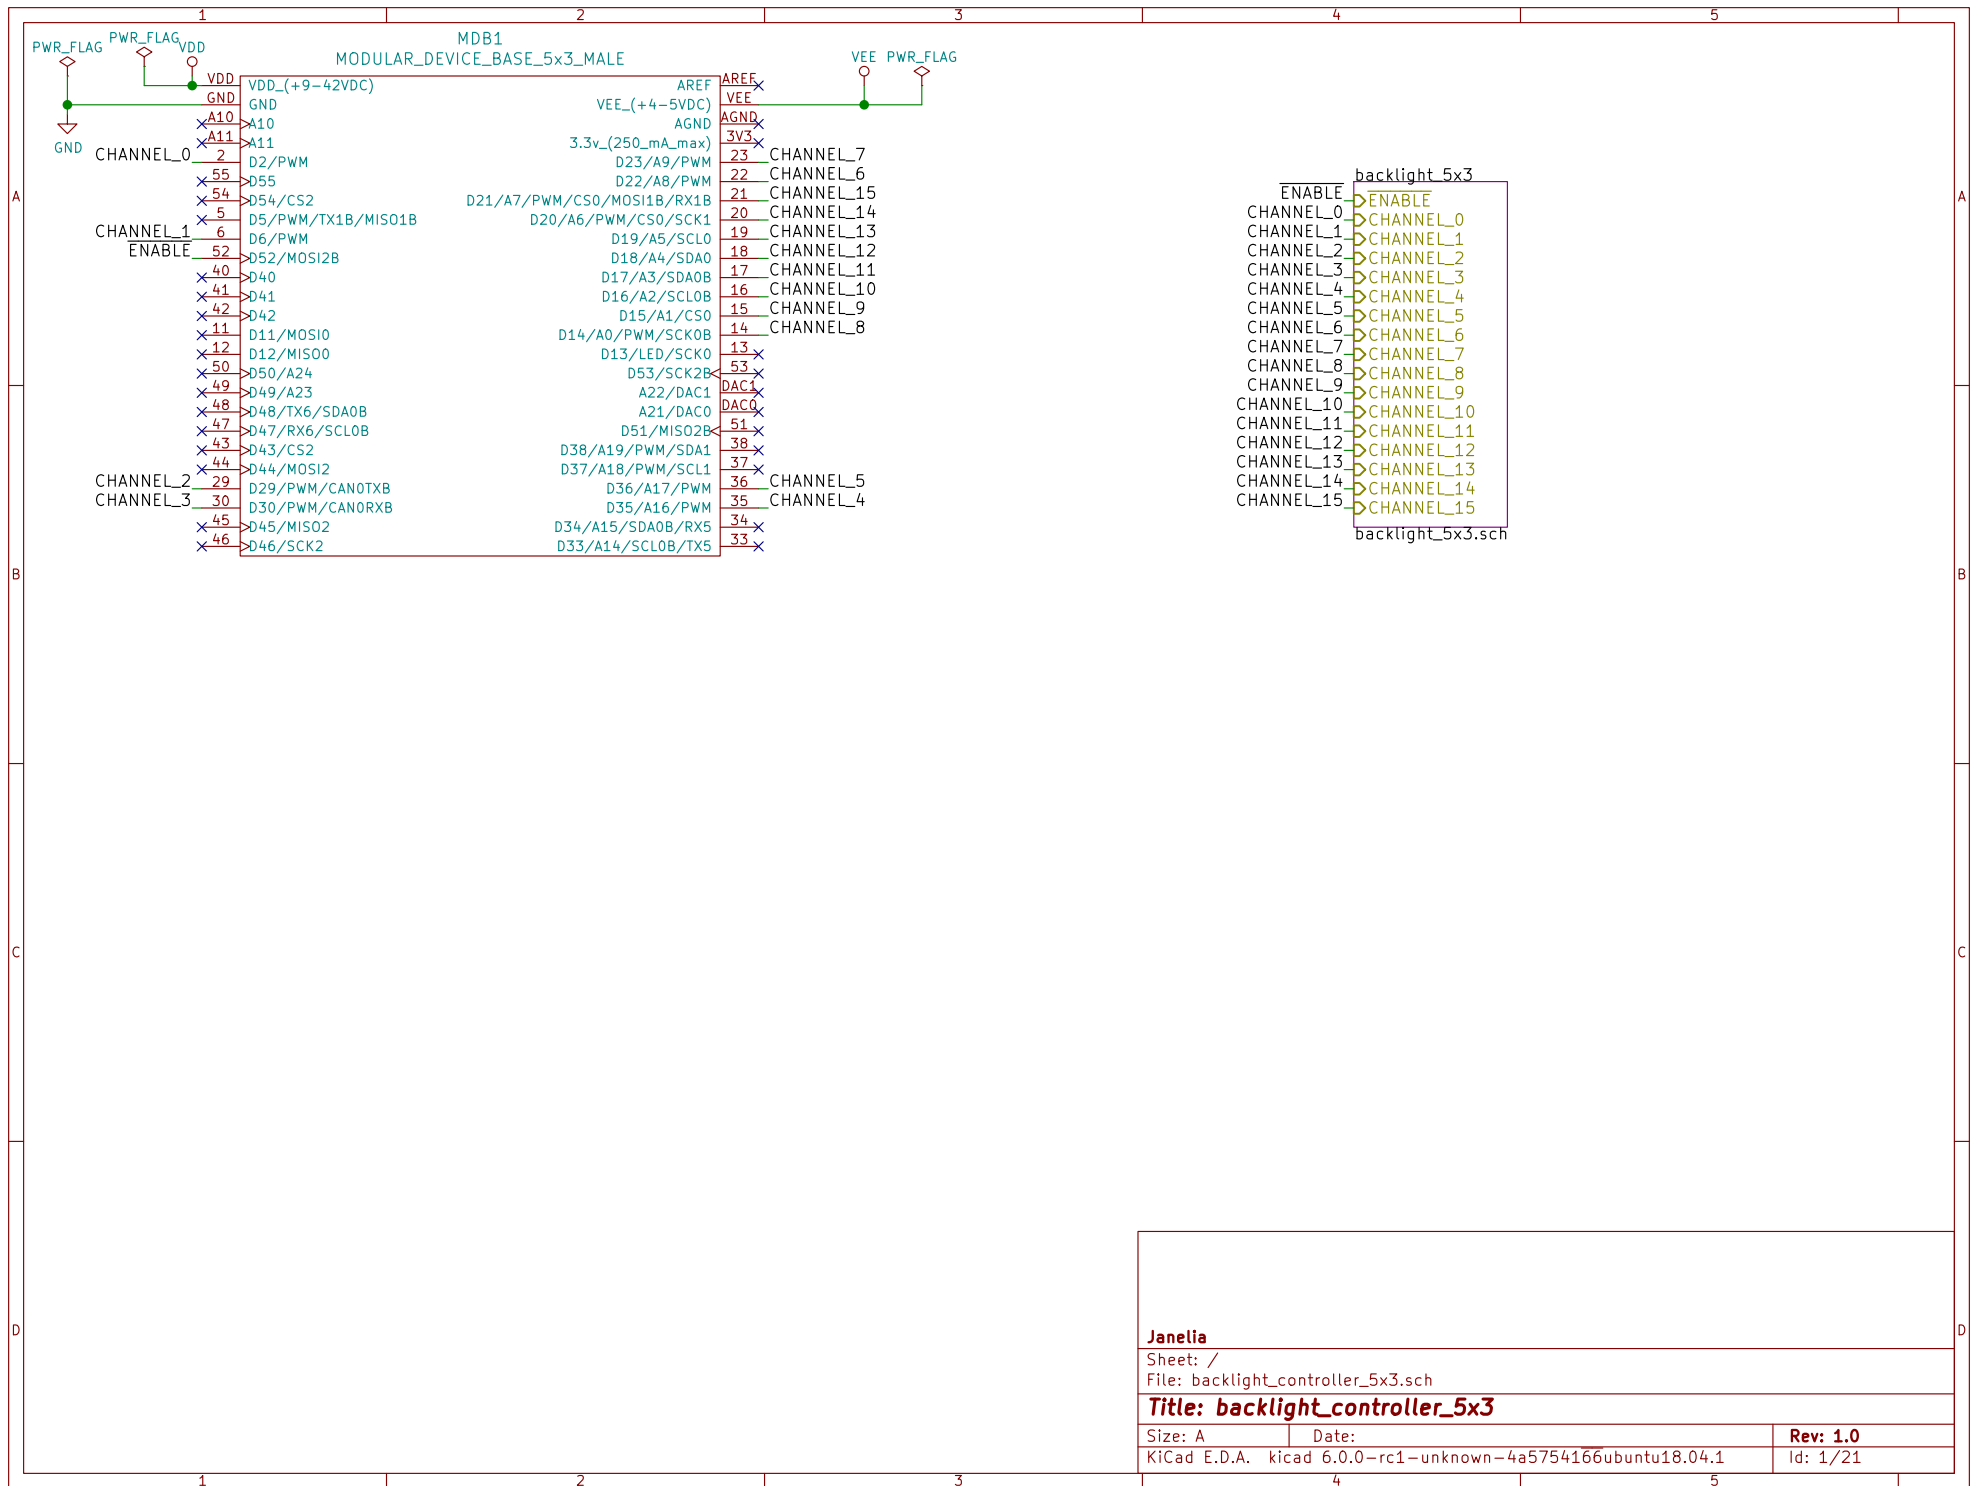 1 2 3 4 5
PWR_FLAG PWR_FLAG VDD
MDB1
MODULAR_DEVICE_BASE_5x3_MALE
VEE PWR_FLAG
GND
VDD VDD_(+9-42VDC) AREF AREF
GND GND VEE_(+4-5VDC) VEE
A10 A10 AGND AGND
A11 A11 3.3v_(250_mA_max) 3V3
CHANNEL_0 2 D2/PWM D23/A9/PWM 23 CHANNEL_7
55 D55 D22/A8/PWM 22 CHANNEL_6
54 D54/CS2 D21/A7/PWM/CS0/MOSI1B/RX1B 21 CHANNEL_15
5 D5/PWM/TX1B/MISO1B D20/A6/PWM/CS0/SCK1 20 CHANNEL_14
CHANNEL_1 6 D6/PWM D19/A5/SCL0 19 CHANNEL_13
ENABLE 52 D52/MOSI2B D18/A4/SDA0 18 CHANNEL_12
40 D40 D17/A3/SDA0B 17 CHANNEL_11
41 D41 D16/A2/SCL0B 16 CHANNEL_10
42 D42 D15/A1/CS0 15 CHANNEL_9
11 D11/MOSI0 D14/A0/PWM/SCK0B 14 CHANNEL_8
12 D12/MISO0 D13/LED/SCK0 13
50 D50/A24 D53/SCK2B 53
49 D49/A23 A22/DAC1 DAC1
48 D48/TX6/SDA0B A21/DAC0 DAC0
47 D47/RX6/SCL0B D51/MISO2B 51
43 D43/CS2 D38/A19/PWM/SDA1 38
44 D44/MOSI2 D37/A18/PWM/SCL1 37
CHANNEL_2 29 D29/PWM/CAN0TXB D36/A17/PWM 36 CHANNEL_5
CHANNEL_3 30 D30/PWM/CAN0RXB D35/A16/PWM 35 CHANNEL_4
45 D45/MISO2 D34/A15/SDA0B/RX5 34
46 D46/SCK2 D33/A14/SCL0B/TX5 33
backlight_5x3
ENABLE ENABLE
CHANNEL_0 CHANNEL_0
CHANNEL_1 CHANNEL_1
CHANNEL_2 CHANNEL_2
CHANNEL_3 CHANNEL_3
CHANNEL_4 CHANNEL_4
CHANNEL_5 CHANNEL_5
CHANNEL_6 CHANNEL_6
CHANNEL_7 CHANNEL_7
CHANNEL_8 CHANNEL_8
CHANNEL_9 CHANNEL_9
CHANNEL_10 CHANNEL_10
CHANNEL_11 CHANNEL_11
CHANNEL_12 CHANNEL_12
CHANNEL_13 CHANNEL_13
CHANNEL_14 CHANNEL_14
CHANNEL_15 CHANNEL_15
backlight_5x3.sch
A A
B B
C C
D D
Janelia
Sheet: /
File: backlight_controller_5x3.sch
Title: backlight_controller_5x3
Size: A Date: Rev: 1.0
KiCad E.D.A. kicad 6.0.0-rc1-unknown-4a5754166ubuntu18.04.1 Id: 1/21
1 2 3 4 5